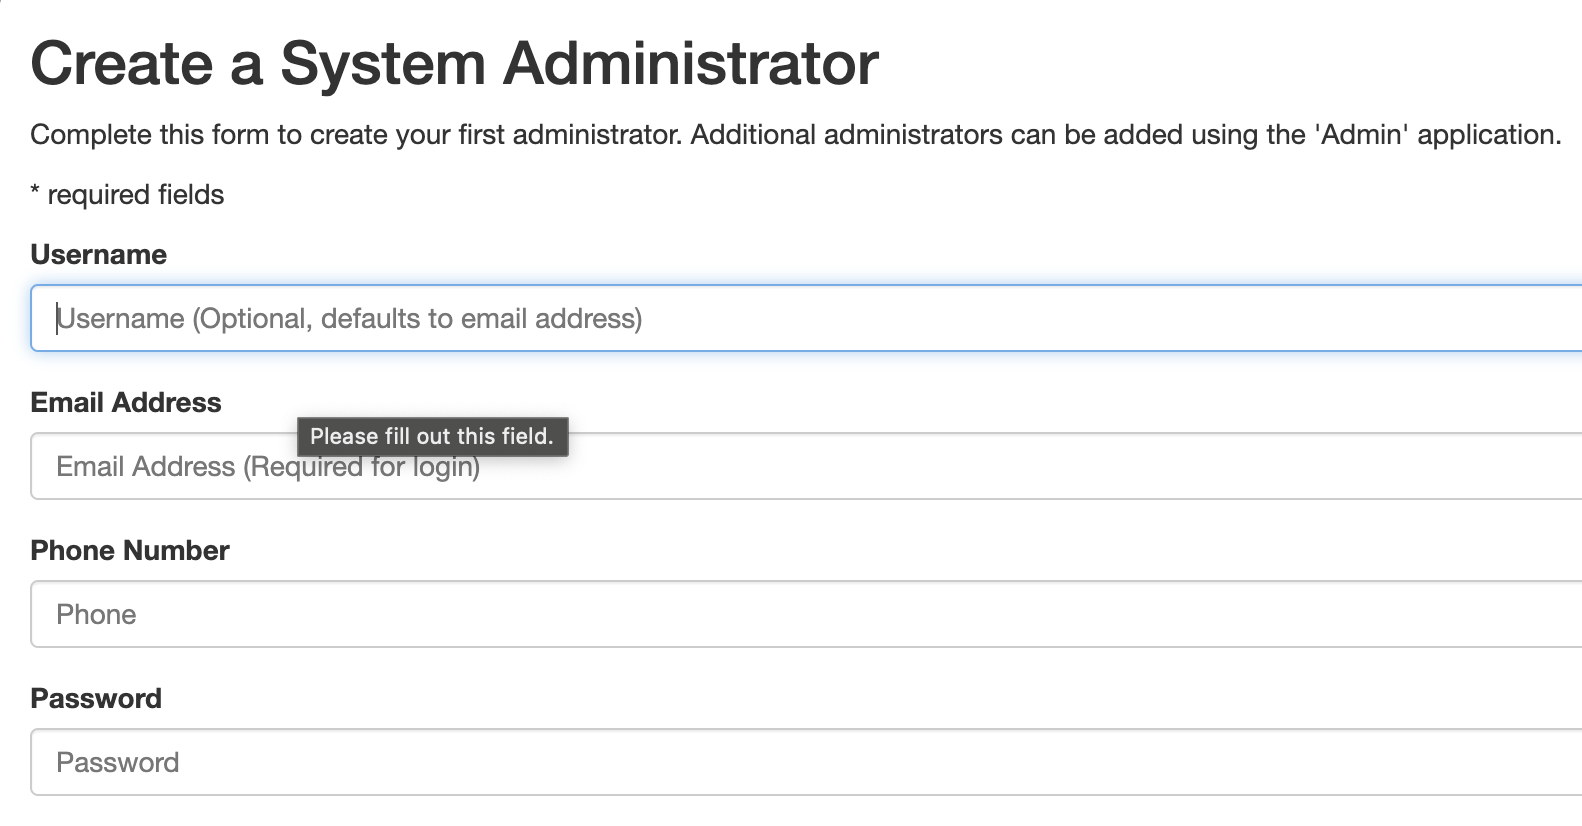 Create a System Administrator
Complete this form to create your first administrator. Additional administrators can be added using the 'Admin' application.
* required fields
Username
Username (Optional, defaults to email address)
Email Address
Please fill out this field.
Email Address (Required for login)
Phone Number
Phone
Password
Password